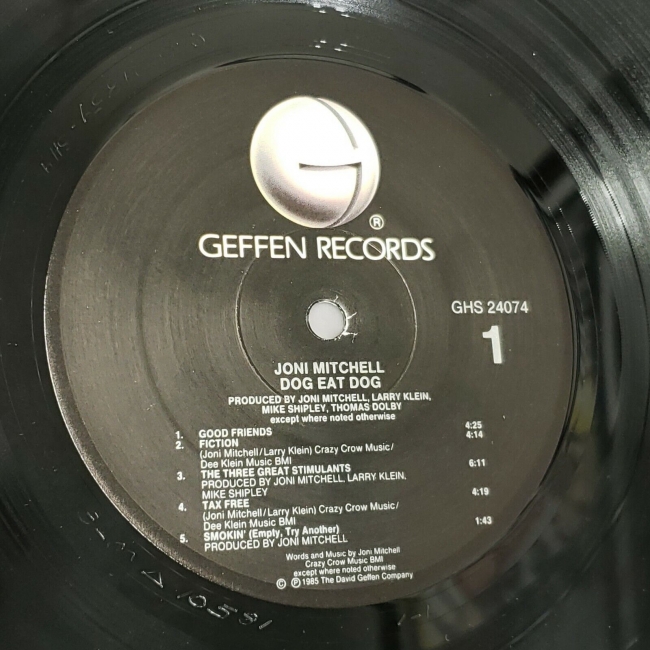 ®
GEFFEN RECORDS
GHS 24074
1
JONI MITCHELL
DOG EAT DOG
PRODUCED BY JONI MITCHELL, LARRY KLEIN,
MIKE SHIPLEY, THOMAS DOLBY
except where noted otherwise
1. GOOD FRIENDS 4:25
2. FICTION 4:14
(Joni Mitchell/Larry Klein) Crazy Crow Music/
Dee Klein Music BMI
3. THE THREE GREAT STIMULANTS 6:11
PRODUCED BY JONI MITCHELL, LARRY KLEIN,
MIKE SHIPLEY
4. TAX FREE 4:19
(Joni Mitchell/Larry Klein) Crazy Crow Music/
Dee Klein Music BMI
5. SMOKIN' (Empty, Try Another) 1:43
PRODUCED BY JONI MITCHELL
Words and Music by Joni Mitchell
Crazy Crow Music BMI
except where noted otherwise
© ℗ 1985 The David Geffen Company